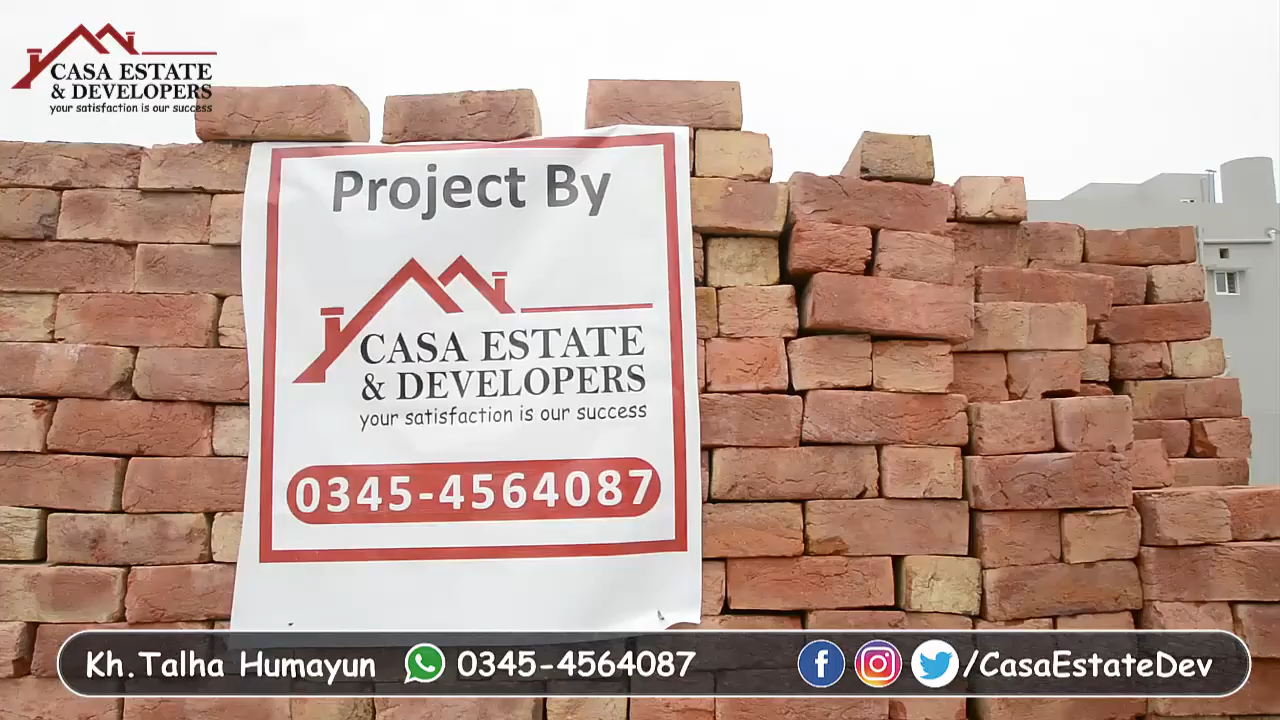 CASA ESTATE
& DEVELOPERS
your satisfaction is our success
Project By
CASA ESTATE
& DEVELOPERS
your satisfaction is our success
0345-4564087
Kh.Talha Humayun 0345-4564087 /CasaEstateDev